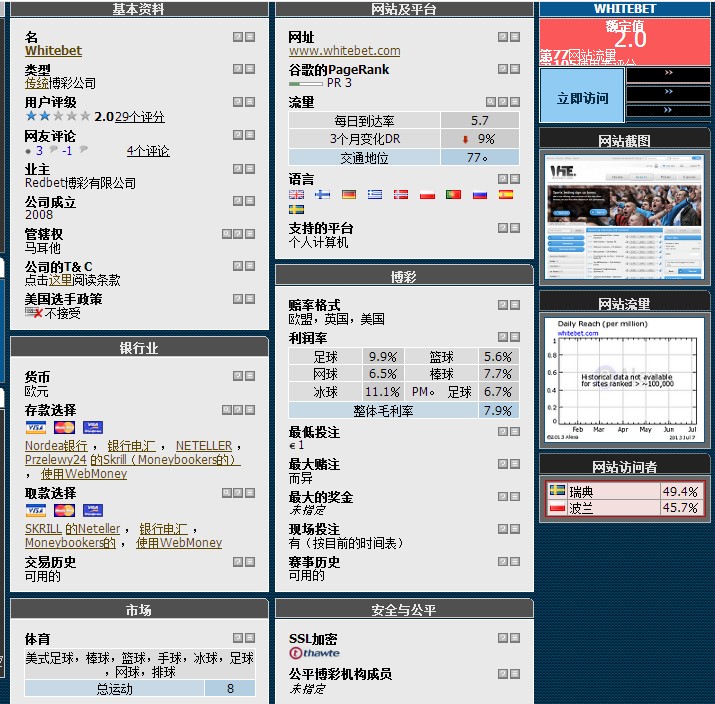 基本资料
名
Whitebet
类型
传统博彩公司
用户评级
2.0 29个评分
网友评论
3 -1 4个评论
业主
Redbet博彩有限公司
公司成立
2008
管辖权
马耳他
公司的T& C
点击这里阅读条款
美国选手政策
不接受
银行业
货币
欧元
存款选择
VISA VISA
Nordea银行 ， 银行电汇 ， NETELLER ，
Przelewy24 的Skrill（Moneybookers的）
， 使用WebMoney
取款选择
VISA VISA
SKRILL 的Neteller ， 银行电汇 ，
Moneybookers的 ， 使用WebMoney
交易历史
可用的
市场
体育
美式足球，棒球，篮球，手球，冰球，足球
，网球，排球
总运动 8
网站及平台
网址
www.whitebet.com
谷歌的PageRank
PR 3
流量
每日到达率 5.7
3个月变化DR 9%
交通地位 77。
语言
支持的平台
个人计算机
博彩
赔率格式
欧盟，英国，美国
利润率
足球 9.9% 篮球 5.6%
网球 6.5% 棒球 7.7%
冰球 11.1% PM。 足球 6.7%
整体毛利率 7.9%
最低投注
€1
最大赌注
而异
最大的奖金
未指定
现场投注
有（按目前的时间表）
赛事历史
可用的
安全与公平
SSL加密
thawte
公平博彩机构成员
未指定
WHITEBET
额定值
2.0
第77网站流量
立即访问
网站截图
网站流量
Daily Reach (per million)
whitebet.com
1
0.8
0.6
0.4
0.2
0
Historical data not available
for sites ranked > ~100,000
Feb Mar Apr May Jun Jul
©2013 Alexa 2013 Jul 7
网站访问者
瑞典 49.4%
波兰 45.7%